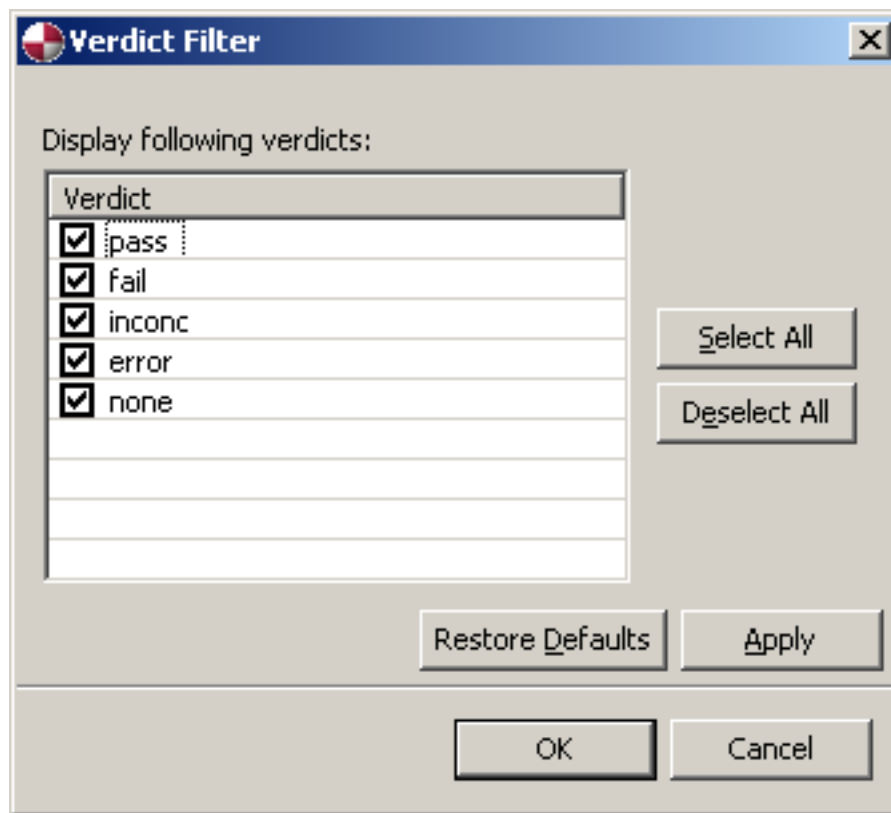 Verdict Filter
Display following verdicts:
Verdict
pass
fail
inconc
error
none
Select All
Deselect All
Restore Defaults Apply
OK Cancel